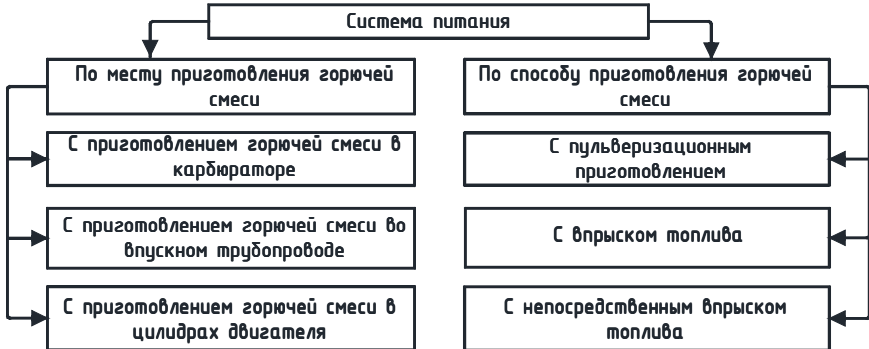 Система питания
По месту приготовления горючей
смеси
По способу приготовления горючей
смеси
С приготовлением горючей смеси в
карбюраторе
С пульверизационным
приготовлением
С приготовлением горючей смеси во
впускном трубопроводе
С впрыском топлива
С приготовлением горючей смеси в
цилидрах двигателя
С непосредственным впрыском
топлива